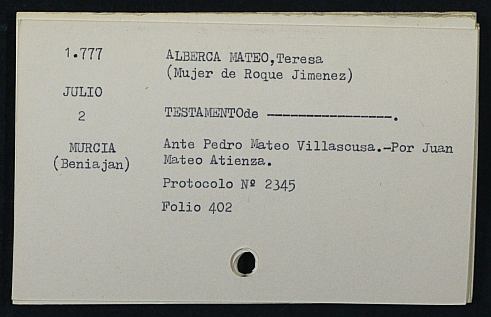 1.777
ALBERCA MATEO,Teresa
(Mujer de Roque Jimenez)
JULIO
2
TESTAMENTOde ----------------.
MURCIA
(Beniajan)
Ante Pedro Mateo Villascusa.-Por Juan
Mateo Atienza.
Protocolo Nº 2345
Folio 402